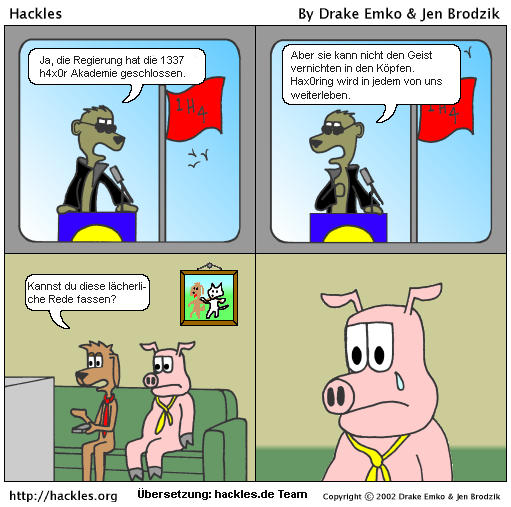 Hackles
By Drake Emko & Jen Brodzik
Ja, die Regierung hat die 1337
h4x0r Akademie geschlossen.
1H4
Aber sie kann nicht den Geist
vernichten in den Köpfen.
Hax0ring wird in jedem von uns
weiterleben.
1H4
Kannst du diese lächerli-
che Rede fassen?
http://hackles.org
Übersetzung: hackles.de Team
Copyright © 2002 Drake Emko & Jen Brodzik